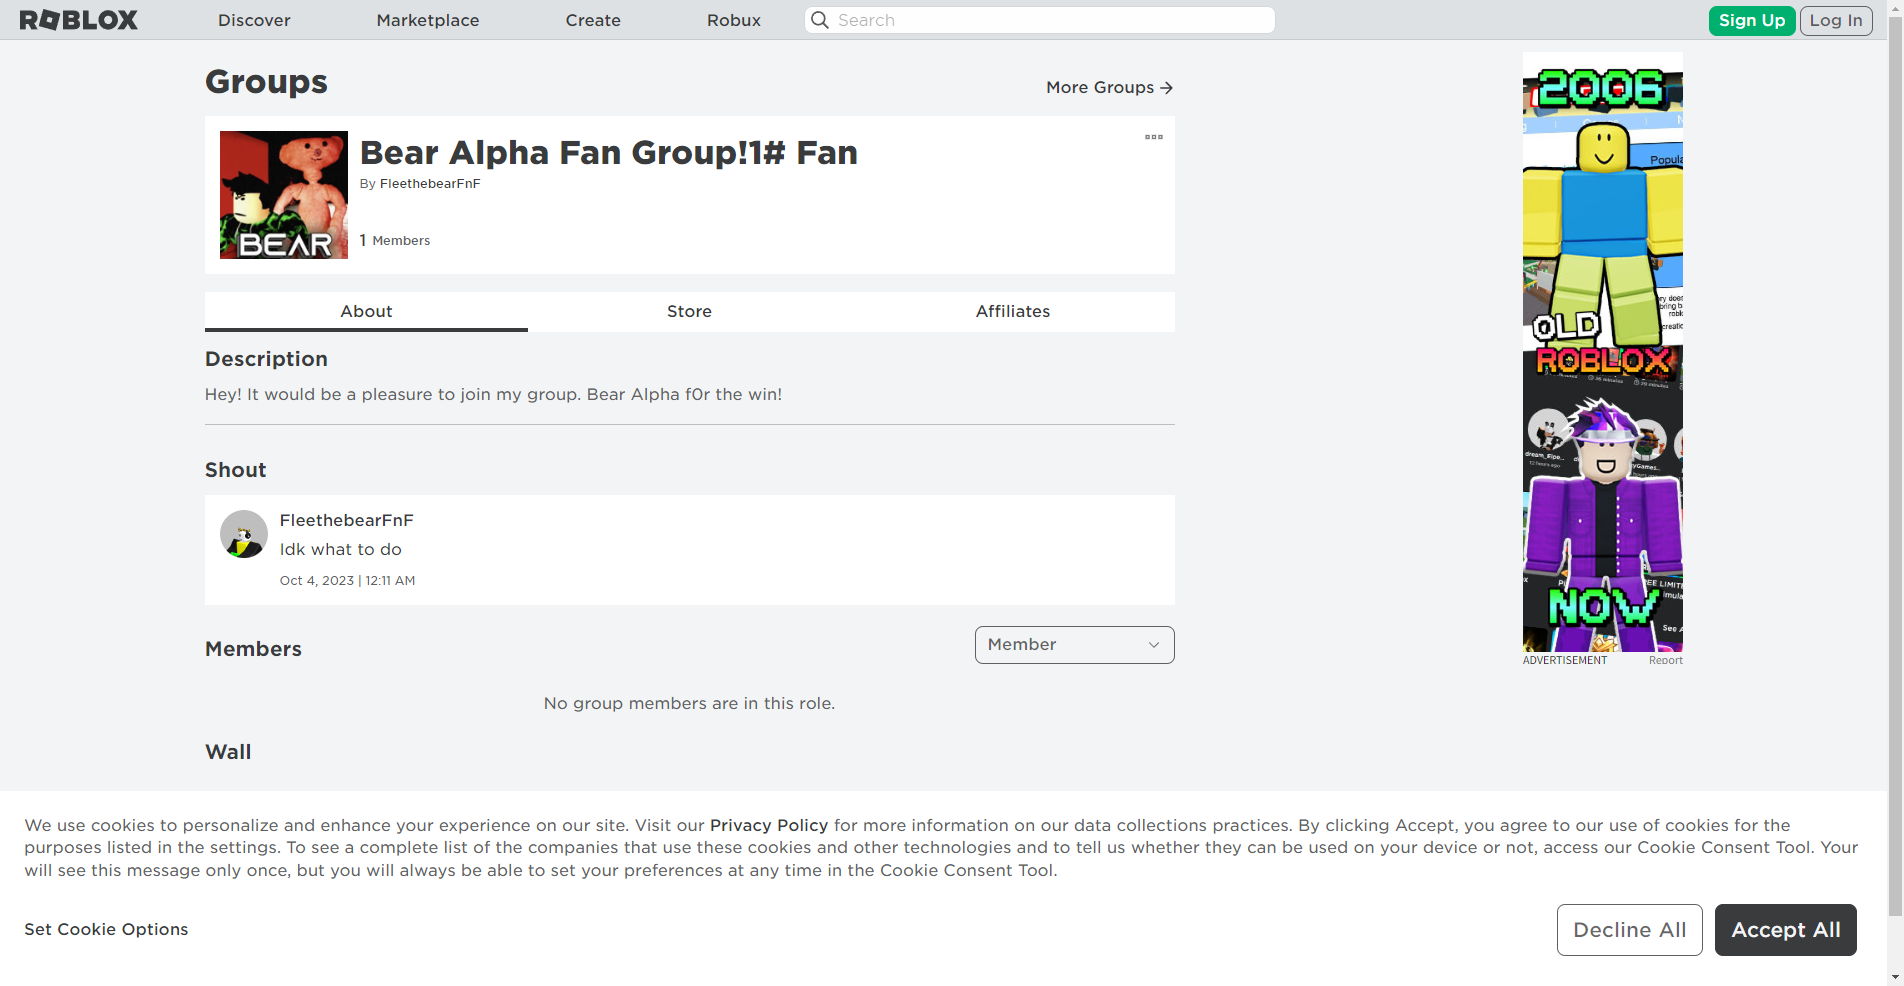 ROBLOX
Discover
Marketplace
Create
Robux
Search
Sign Up
Log In
Groups
More Groups
BEAR
Bear Alpha Fan Group!1# Fan
By FleethebearFnF
1 Members
About
Store
Affiliates
Description
Hey! It would be a pleasure to join my group. Bear Alpha f0r the win!
Shout
FleethebearFnF
Idk what to do
Oct 4, 2023 | 12:11 AM
Members
Member
No group members are in this role.
Wall
2006
Popula
OLD
ROBLOX
NOW
ADVERTISEMENT
Report
We use cookies to personalize and enhance your experience on our site. Visit our Privacy Policy for more information on our data collections practices. By clicking Accept, you agree to our use of cookies for the
purposes listed in the settings. To see a complete list of the companies that use these cookies and other technologies and to tell us whether they can be used on your device or not, access our Cookie Consent Tool. Your
will see this message only once, but you will always be able to set your preferences at any time in the Cookie Consent Tool.
Set Cookie Options
Decline All
Accept All